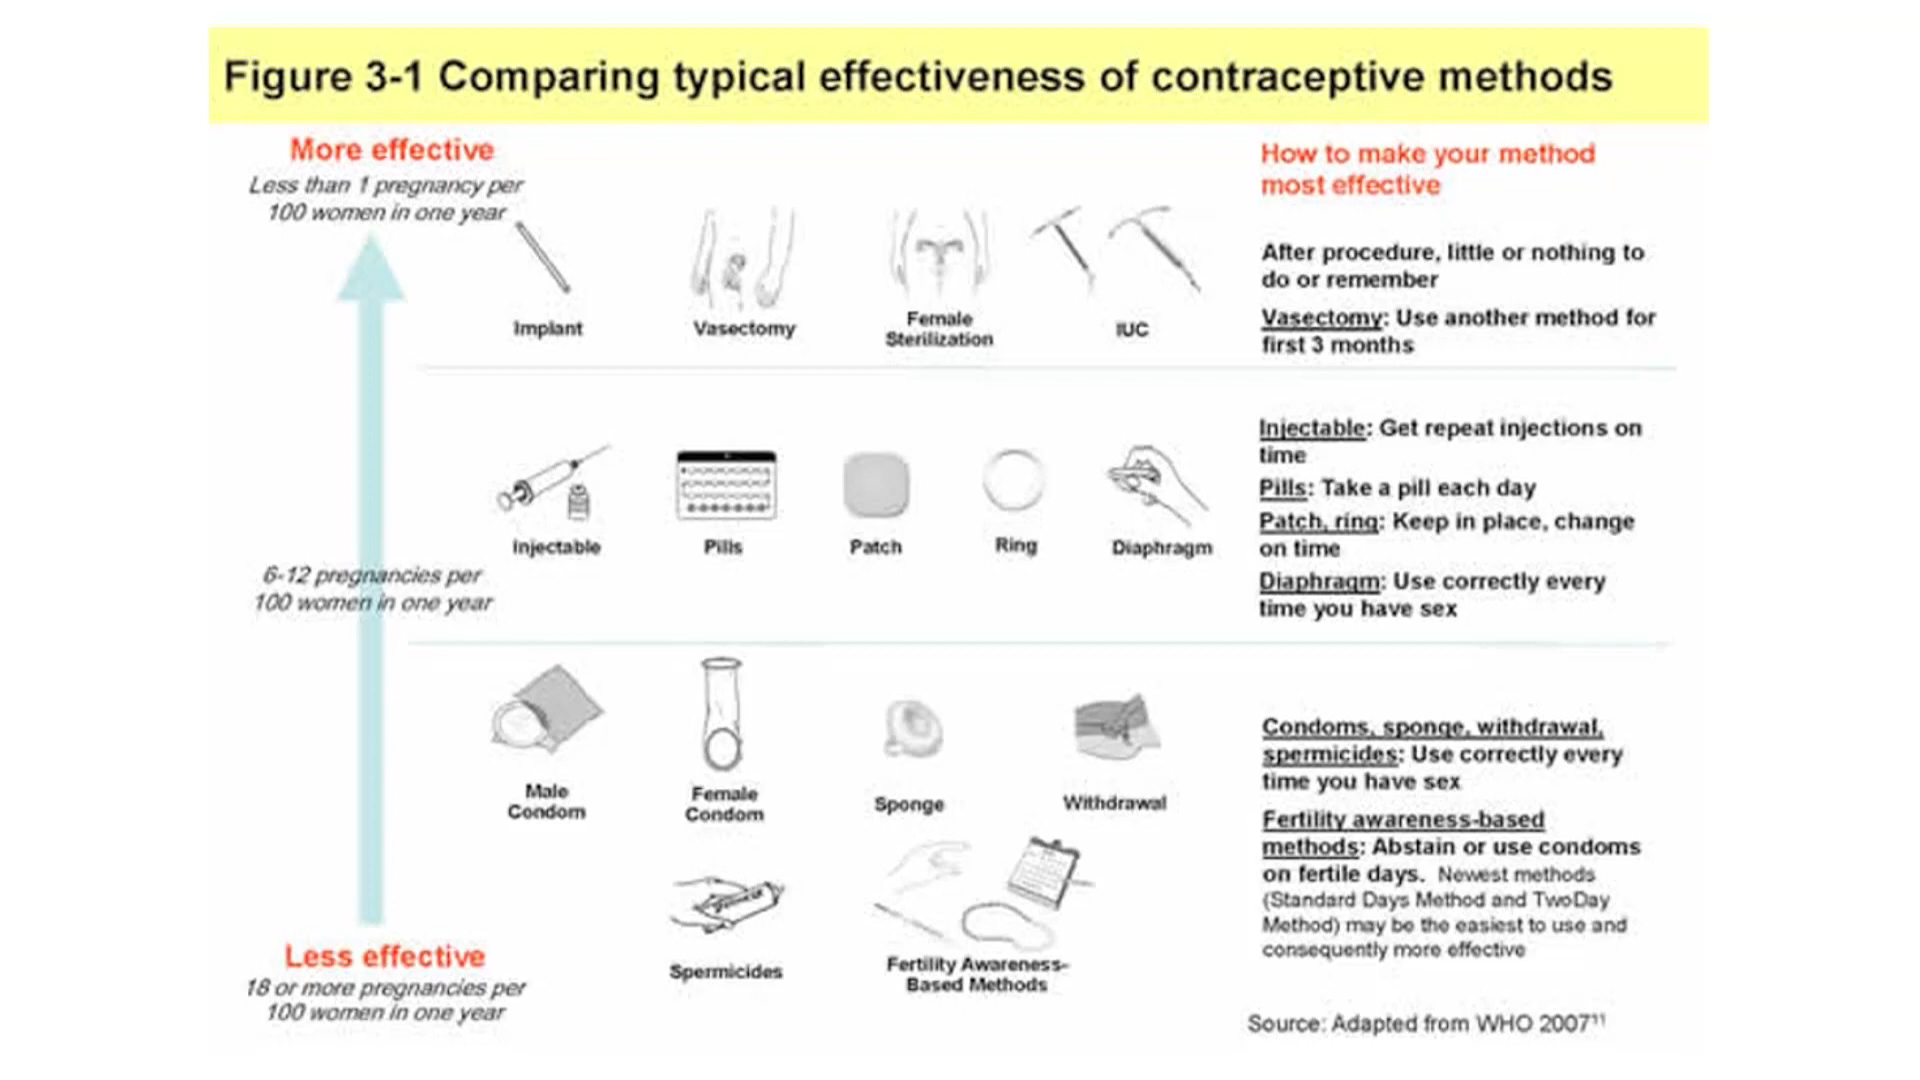 Figure 3-1 Comparing typical effectiveness of contraceptive methods
More effective
Less than 1 pregnancy per
100 women in one year
How to make your method
most effective
Implant
Vasectomy
Female
Sterilization
IUC
After procedure, little or nothing to
do or remember
Vasectomy: Use another method for
first 3 months
Injectable
Pills
Patch
Ring
Diaphragm
Injectable: Get repeat injections on
time
Pills: Take a pill each day
Patch, ring: Keep in place, change
on time
Diaphragm: Use correctly every
time you have sex
6-12 pregnancies per
100 women in one year
Male
Condom
Female
Condom
Sponge
Withdrawal
Spermicides
Fertility Awareness-
Based Methods
Condoms, sponge, withdrawal,
spermicides: Use correctly every
time you have sex
Fertility awareness-based
methods: Abstain or use condoms
on fertile days. Newest methods
(Standard Days Method and TwoDay
Method) may be the easiest to use and
consequently more effective
Less effective
18 or more pregnancies per
100 women in one year
Source: Adapted from WHO 2007¹¹